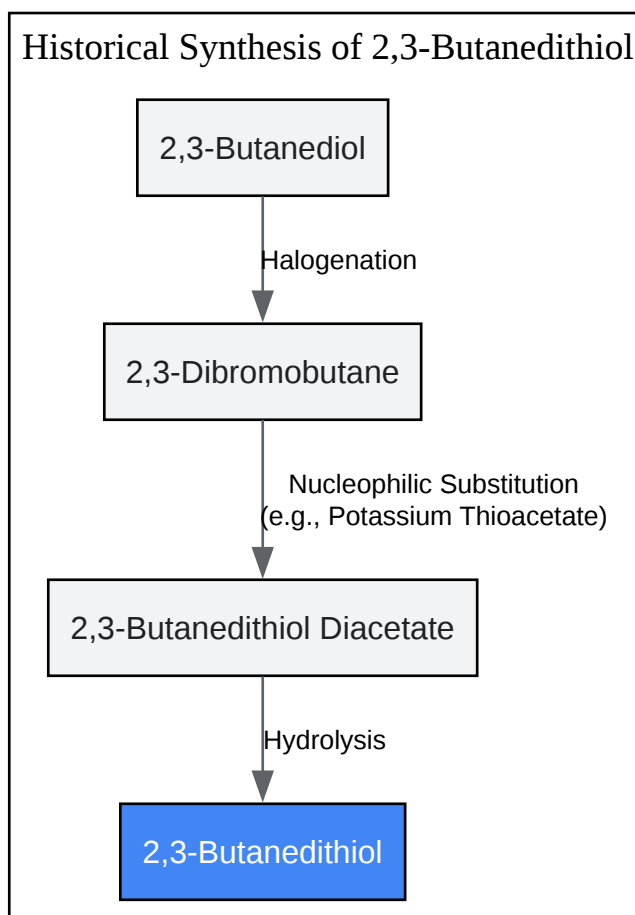 Historical Synthesis of 2,3-Butanedithiol
2,3-Butanediol
Halogenation
2,3-Dibromobutane
Nucleophilic Substitution
(e.g., Potassium Thioacetate)
2,3-Butanedithiol Diacetate
Hydrolysis
2,3-Butanedithiol